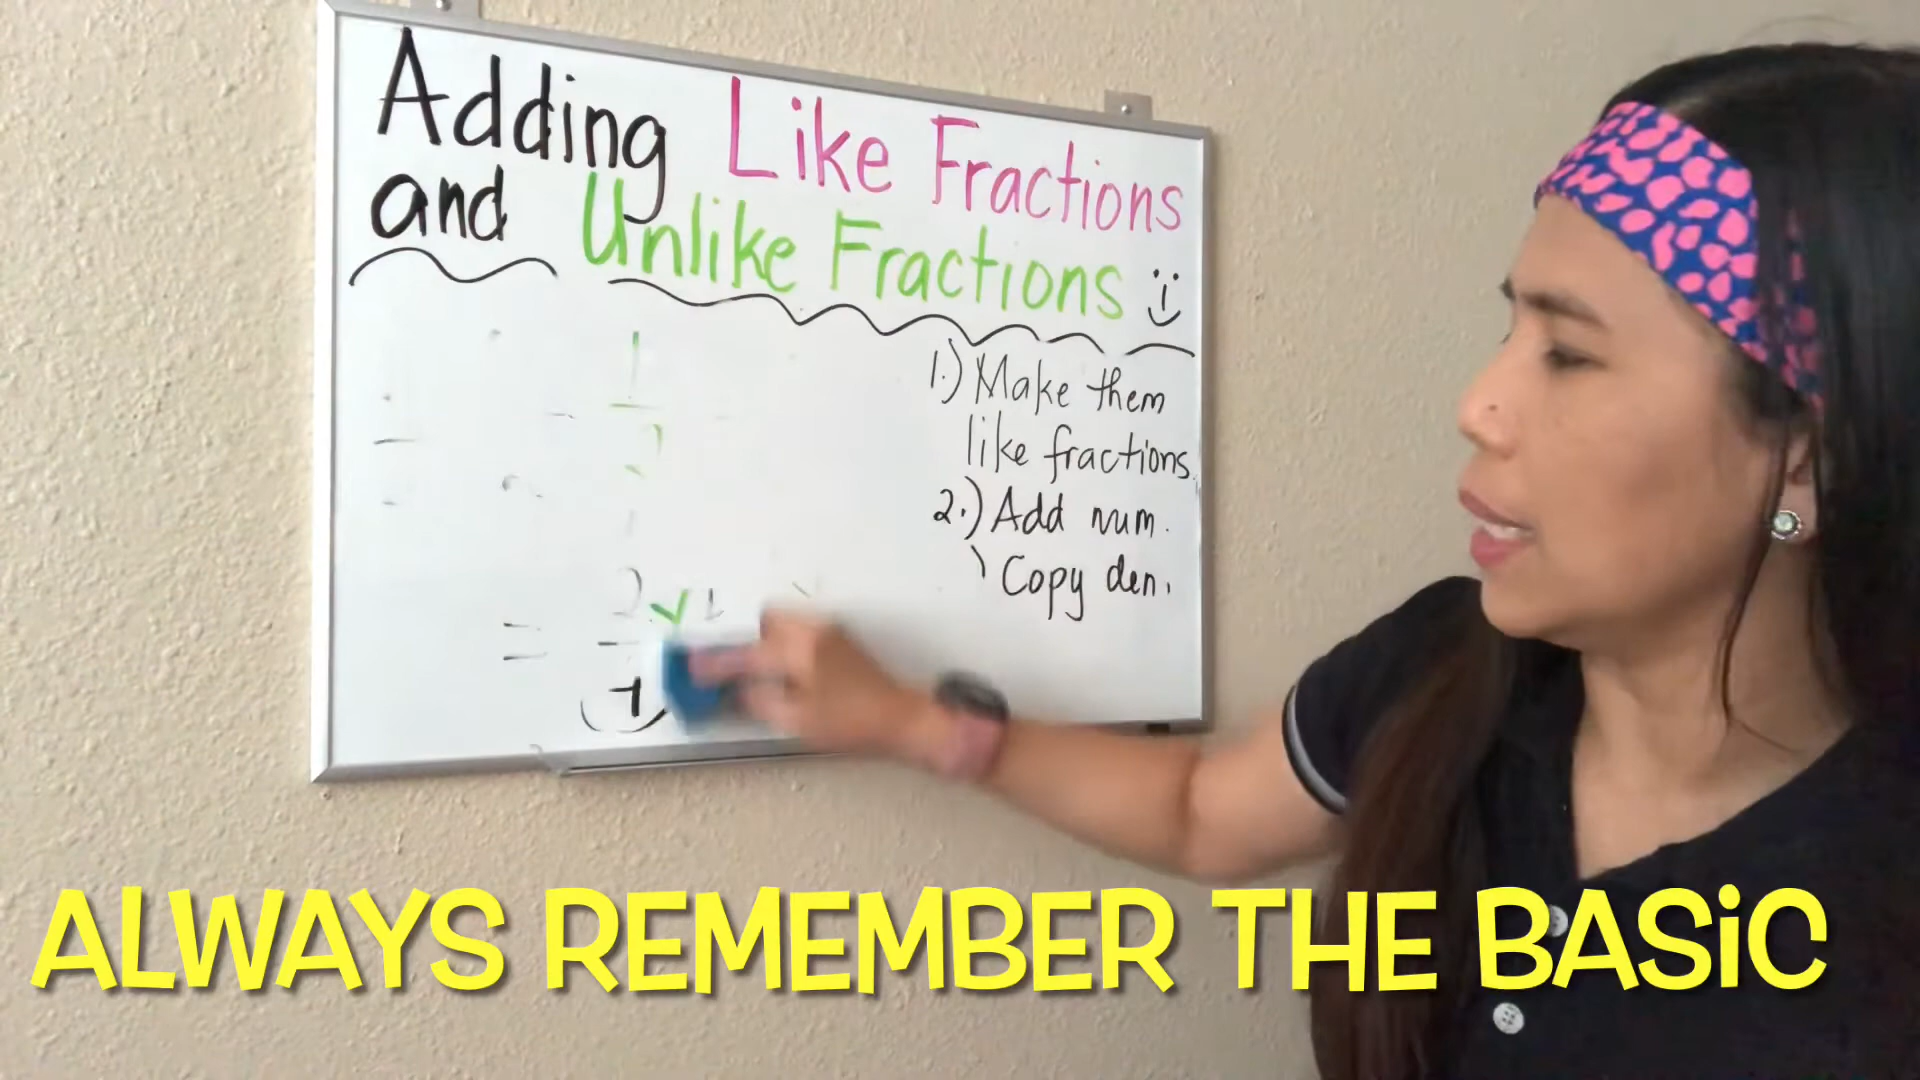 Adding Like Fractions
and Unlike Fractions
1.) Make them
like fractions.
2.) Add num.
Copy den.
ALWAYS REMEMBER THE BASIC